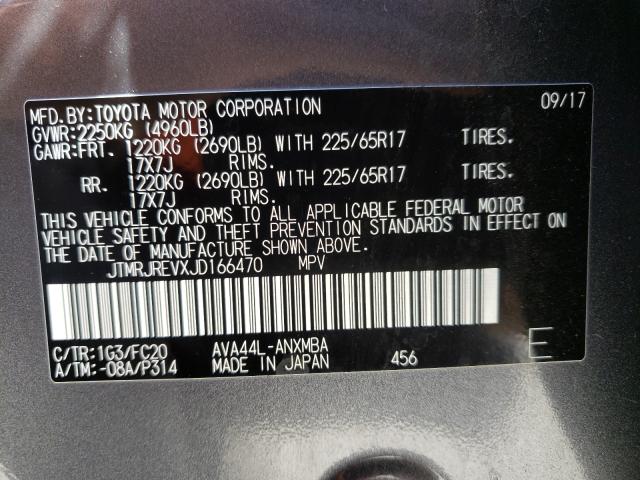 MFD.BY:TOYOTA MOTOR CORPORATION 09/17
GVWR:2250KG (4960LB)
GAWR:FRT. 1220KG (2690LB) WITH 225/65R17 TIRES.
17X7J RIMS.
RR. 1220KG (2690LB) WITH 225/65R17 TIRES.
17X7J RIMS.
THIS VEHICLE CONFORMS TO ALL APPLICABLE FEDERAL MOTOR
VEHICLE SAFETY AND THEFT PREVENTION STANDARDS IN EFFECT ON
THE DATE OF MANUFACTURE SHOWN ABOVE.
JTMRJREVXJD166470 MPV
C/TR:1G3/FC20 AVA44L-ANXMBA
A/TM:-08A/P314 MADE IN JAPAN 456 E